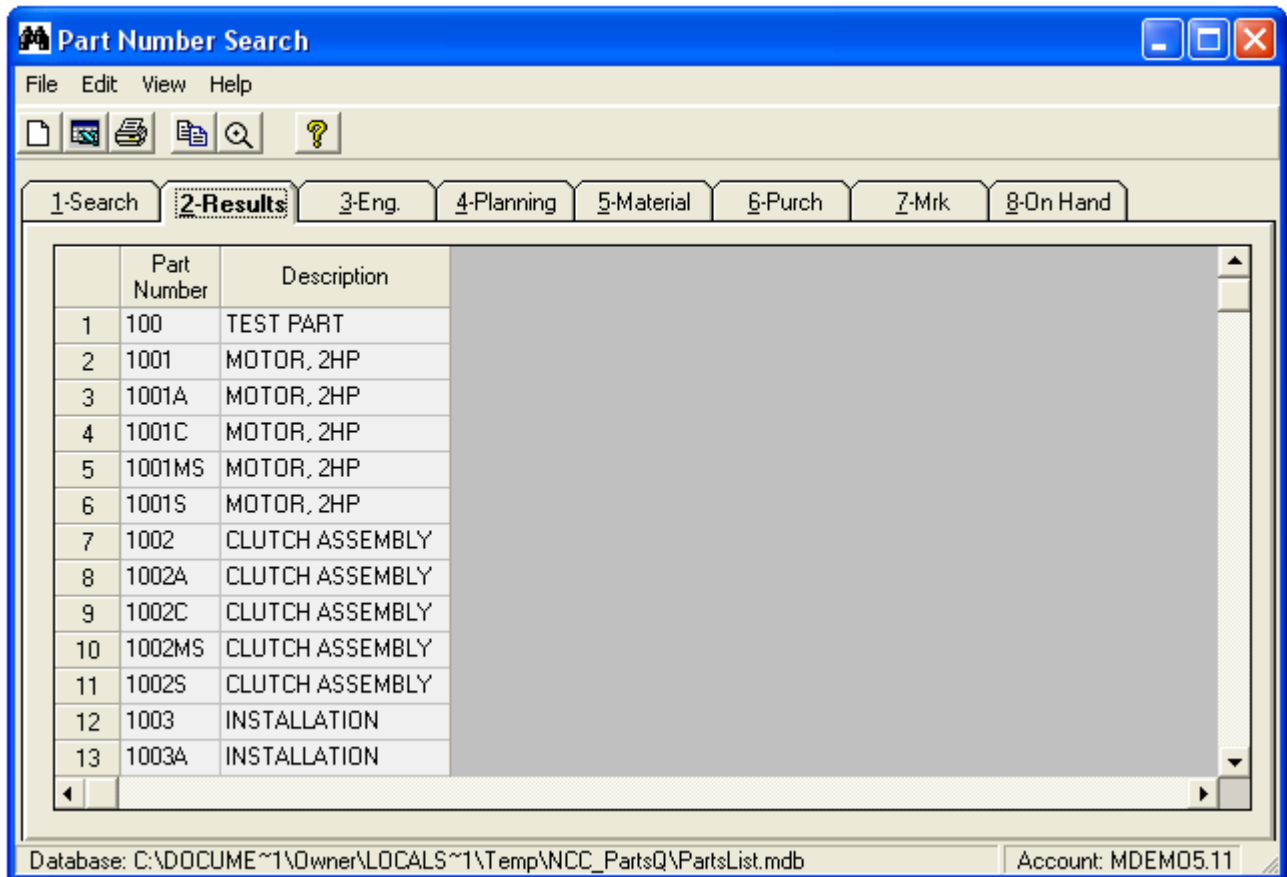 Part Number Search
File Edit View Help
1-Search 2-Results 3-Eng. 4-Planning 5-Material 6-Purch 7-Mrk 8-On Hand
Part Number Description
1 100 TEST PART
2 1001 MOTOR, 2HP
3 1001A MOTOR, 2HP
4 1001C MOTOR, 2HP
5 1001MS MOTOR, 2HP
6 1001S MOTOR, 2HP
7 1002 CLUTCH ASSEMBLY
8 1002A CLUTCH ASSEMBLY
9 1002C CLUTCH ASSEMBLY
10 1002MS CLUTCH ASSEMBLY
11 1002S CLUTCH ASSEMBLY
12 1003 INSTALLATION
13 1003A INSTALLATION
Database: C:\DOCUME~1\Owner\LOCALS~1\Temp\NCC_PartsQ\PartsList.mdb Account: MDEMO5.11